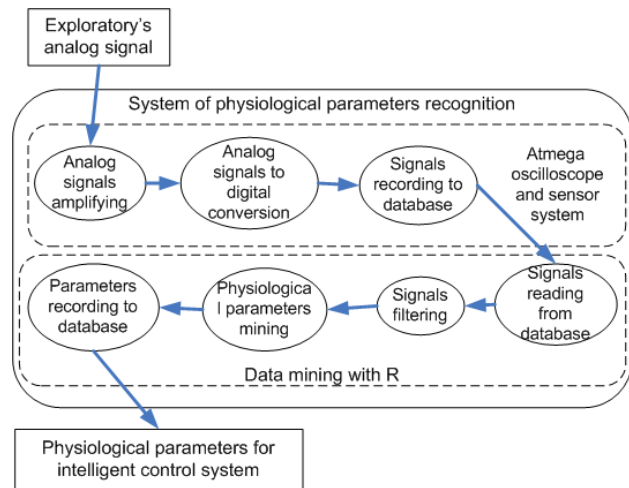 Exploratory's
analog signal
System of physiological parameters recognition
Analog
signals
amplifying
Analog
signals to
digital
conversion
Signals
recording to
database
Atmega
oscilloscope
and sensor
system
Parameters
recording to
database
Physiologica
l parameters
mining
Signals
filtering
Signals
reading
from
database
Data mining with R
Physiological parameters for
intelligent control system